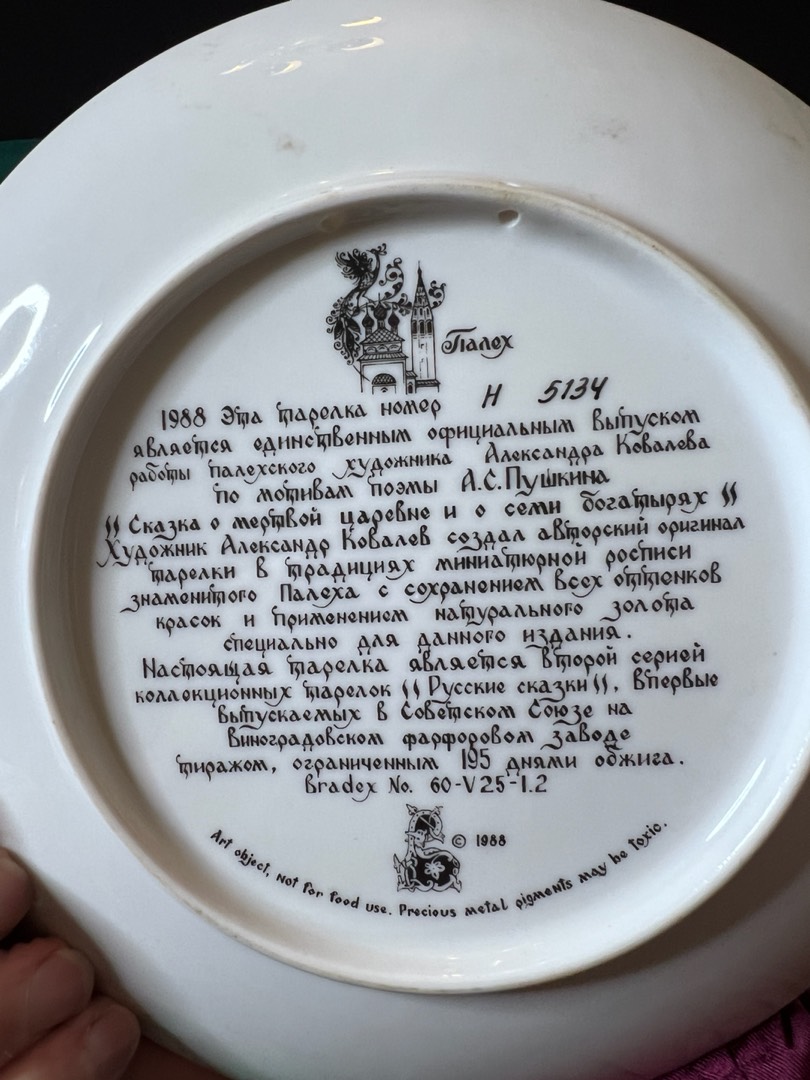 Палех
1988 Эта тарелка номер H 5134
является единственным официальным выпуском
работы палехского художника Александра Ковалева
по мотивам поэмы А.С.Пушкина
"Сказка о мертвой царевне и о семи богатырях"
Художник Александр Ковалев создал авторский оригинал
тарелки в традициях миниатюрной росписи
знаменитого Палеха с сохранением всех оттенков
красок и применением натурального золота
специально для данного издания.
Настоящая тарелка является второй серией
коллекционных тарелок "Русские сказки", впервые
выпускаемых в Советском Союзе на
Виноградовском фарфоровом заводе
тиражом, ограниченным 195 днями обжига.
Bradex No. 60-V25-1.2
© 1988
Art object, not for food use. Precious metal pigments may be toxic.